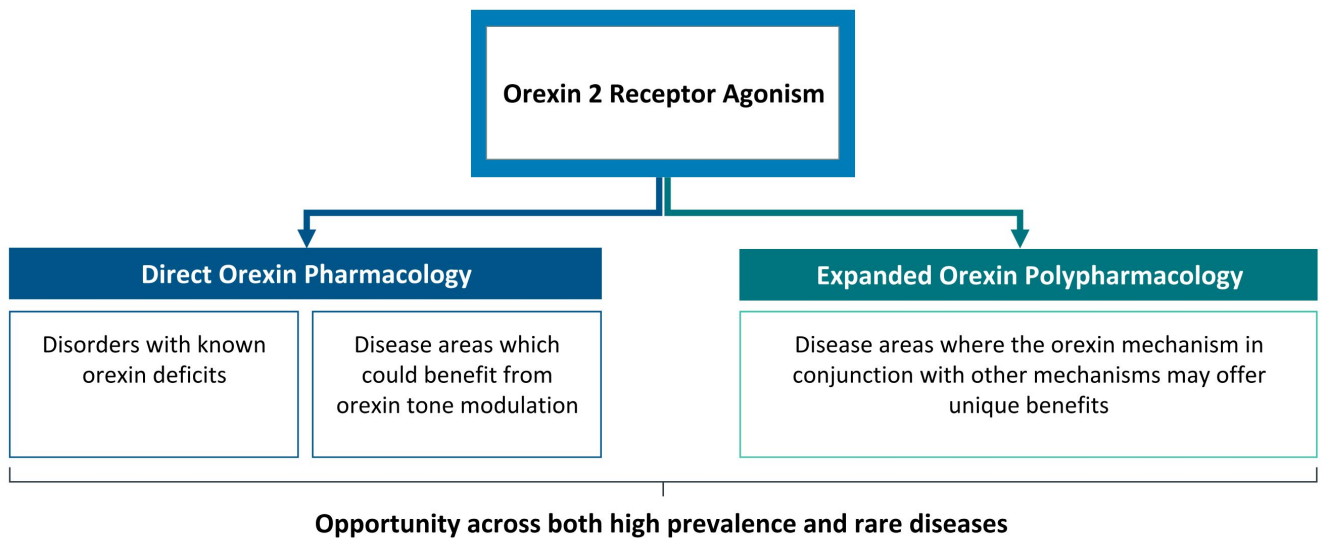 Orexin 2 Receptor Agonism
Direct Orexin Pharmacology
Expanded Orexin Polypharmacology
Disorders with known
orexin deficits
Disease areas which
could benefit from
orexin tone modulation
Disease areas where the orexin mechanism in
conjunction with other mechanisms may offer
unique benefits
Opportunity across both high prevalence and rare diseases